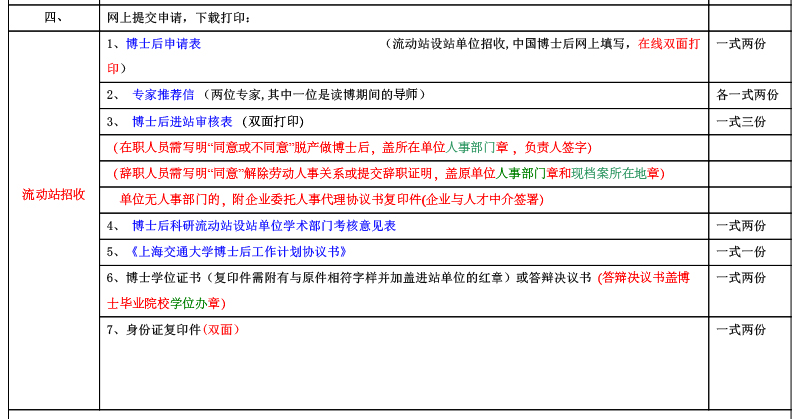 四、 网上提交申请，下载打印：
1、博士后申请表 （流动站设站单位招收,中国博士后网上填写，在线双面打 一式两份
印）
2、 专家推荐信 （两位专家,其中一位是读博期间的导师） 各一式两份
3、 博士后进站审核表 (双面打印) 一式三份
（在职人员需写明“同意或不同意”脱产做博士后，盖所在单位人事部门章 ，负责人签字）
（辞职人员需写明“同意”解除劳动人事关系或提交辞职证明，盖原单位人事部门章和现档案所在地章）
流动站招收
单位无人事部门的，附企业委托人事代理协议书复印件(企业与人才中介签署)
4、 博士后科研流动站设站单位学术部门考核意见表 一式两份
5、《上海交通大学博士后工作计划协议书》 一式一份
6、博士学位证书（复印件需附有与原件相符字样并加盖进站单位的红章）或答辩决议书 (答辩决议书盖博 一式两份
士毕业院校学位办章）
7、身份证复印件(双面） 一式两份